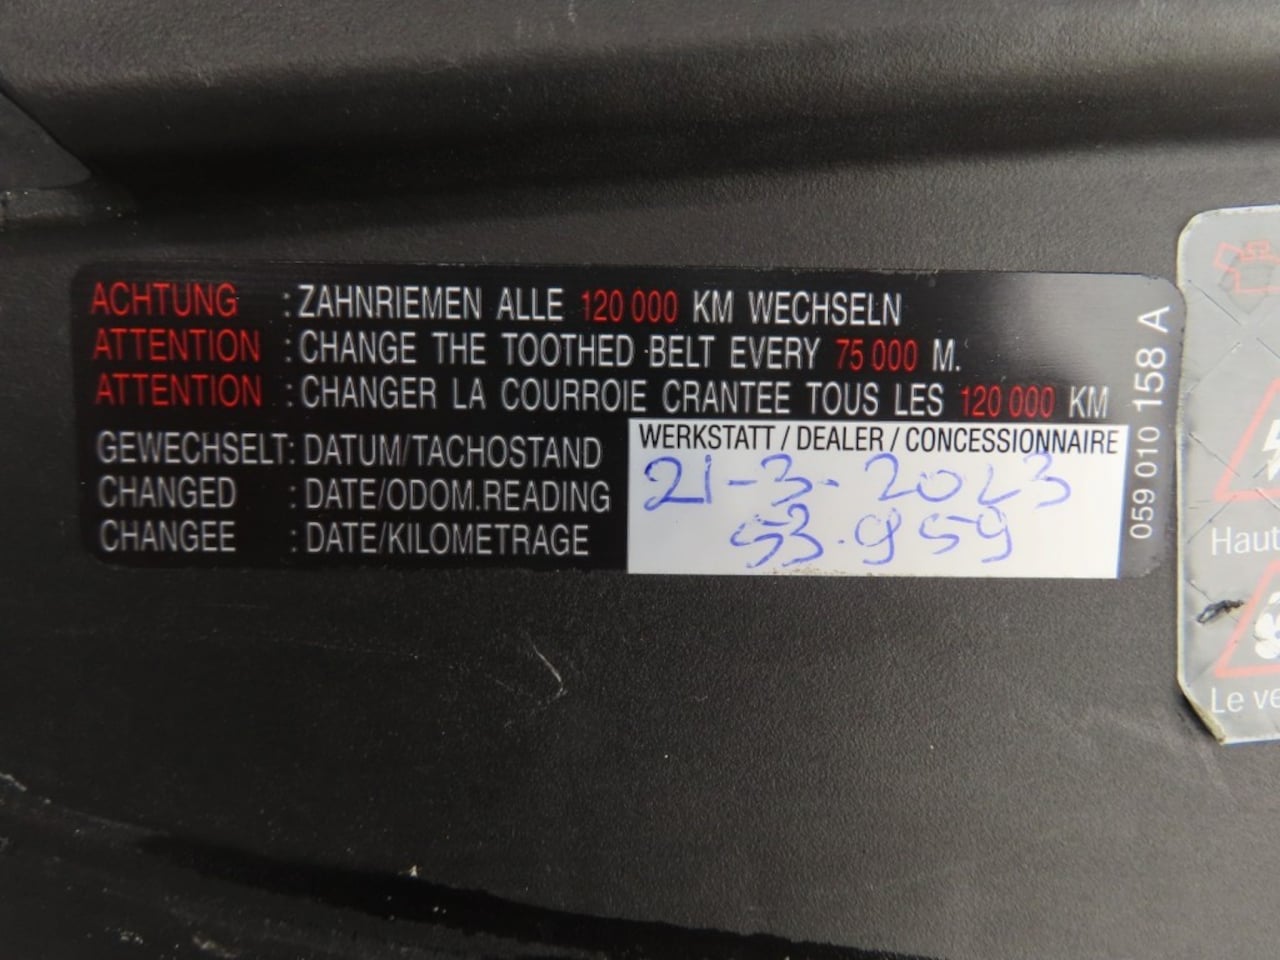 ACHTUNG : ZAHNRIEMEN ALLE 120 000 KM WECHSELN
ATTENTION : CHANGE THE TOOTHED BELT EVERY 75 000 M.
ATTENTION : CHANGER LA COURROIE CRANTEE TOUS LES 120 000 KM
GEWECHSELT: DATUM/TACHOSTAND
CHANGED : DATE/ODOM.READING
CHANGEE : DATE/KILOMETRAGE
WERKSTATT / DEALER / CONCESSIONNAIRE
21-3-2023
53.959
059 010 158 A
Haut
Le ve